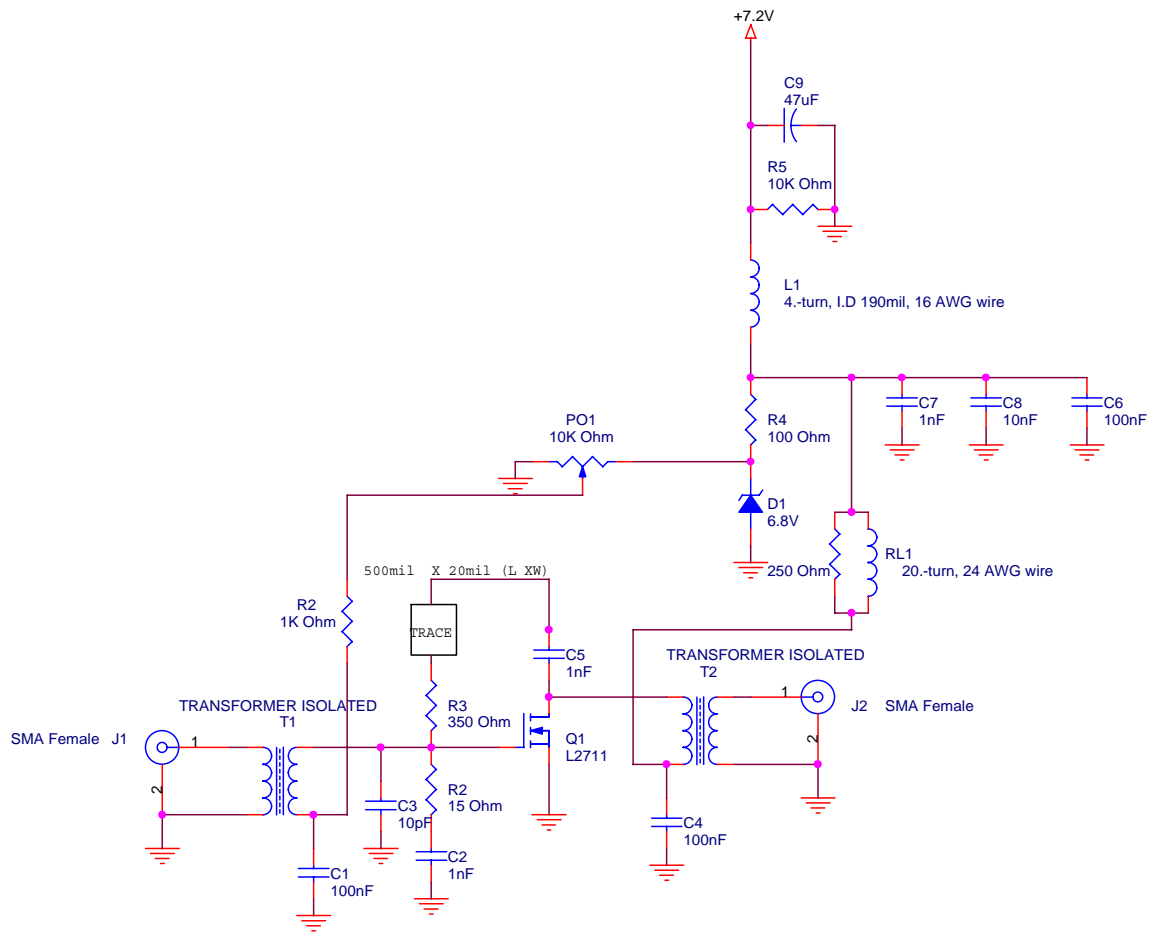 +7.2V
C9
47uF
R5
10K Ohm
L1
4.-turn, I.D 190mil, 16 AWG wire
C7
1nF
C8
10nF
C6
100nF
R4
100 Ohm
PO1
10K Ohm
D1
6.8V
250 Ohm
RL1
20.-turn, 24 AWG wire
500mil X 20mil (L XW)
TRACE
R2
1K Ohm
C5
1nF
TRANSFORMER ISOLATED
T2
1
2
J2 SMA Female
R3
350 Ohm
TRANSFORMER ISOLATED
T1
SMA Female J1
1
2
Q1
L2711
R2
15 Ohm
C3
10pF
C4
100nF
C2
1nF
C1
100nF